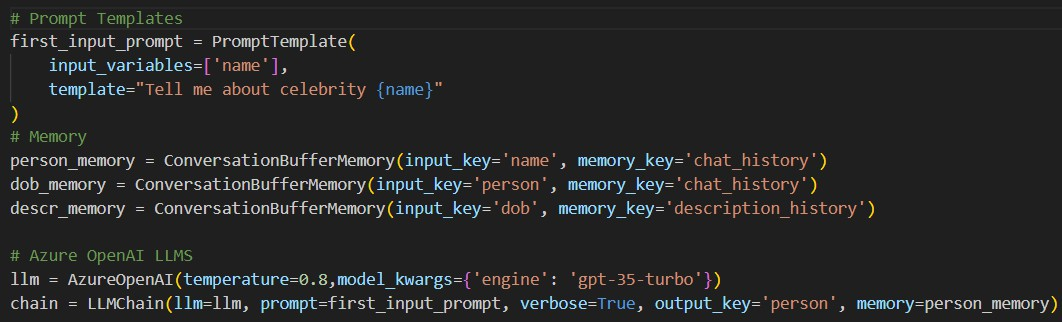 # Prompt Templates
first_input_prompt = PromptTemplate(
    input_variables=['name'],
    template="Tell me about celebrity {name}"
)
# Memory
person_memory = ConversationBufferMemory(input_key='name', memory_key='chat_history')
dob_memory = ConversationBufferMemory(input_key='person', memory_key='chat_history')
descr_memory = ConversationBufferMemory(input_key='dob', memory_key='description_history')

# Azure OpenAI LLMS
llm = AzureOpenAI(temperature=0.8,model_kwargs={'engine': 'gpt-35-turbo'})
chain = LLMChain(llm=llm, prompt=first_input_prompt, verbose=True, output_key='person', memory=person_memory)